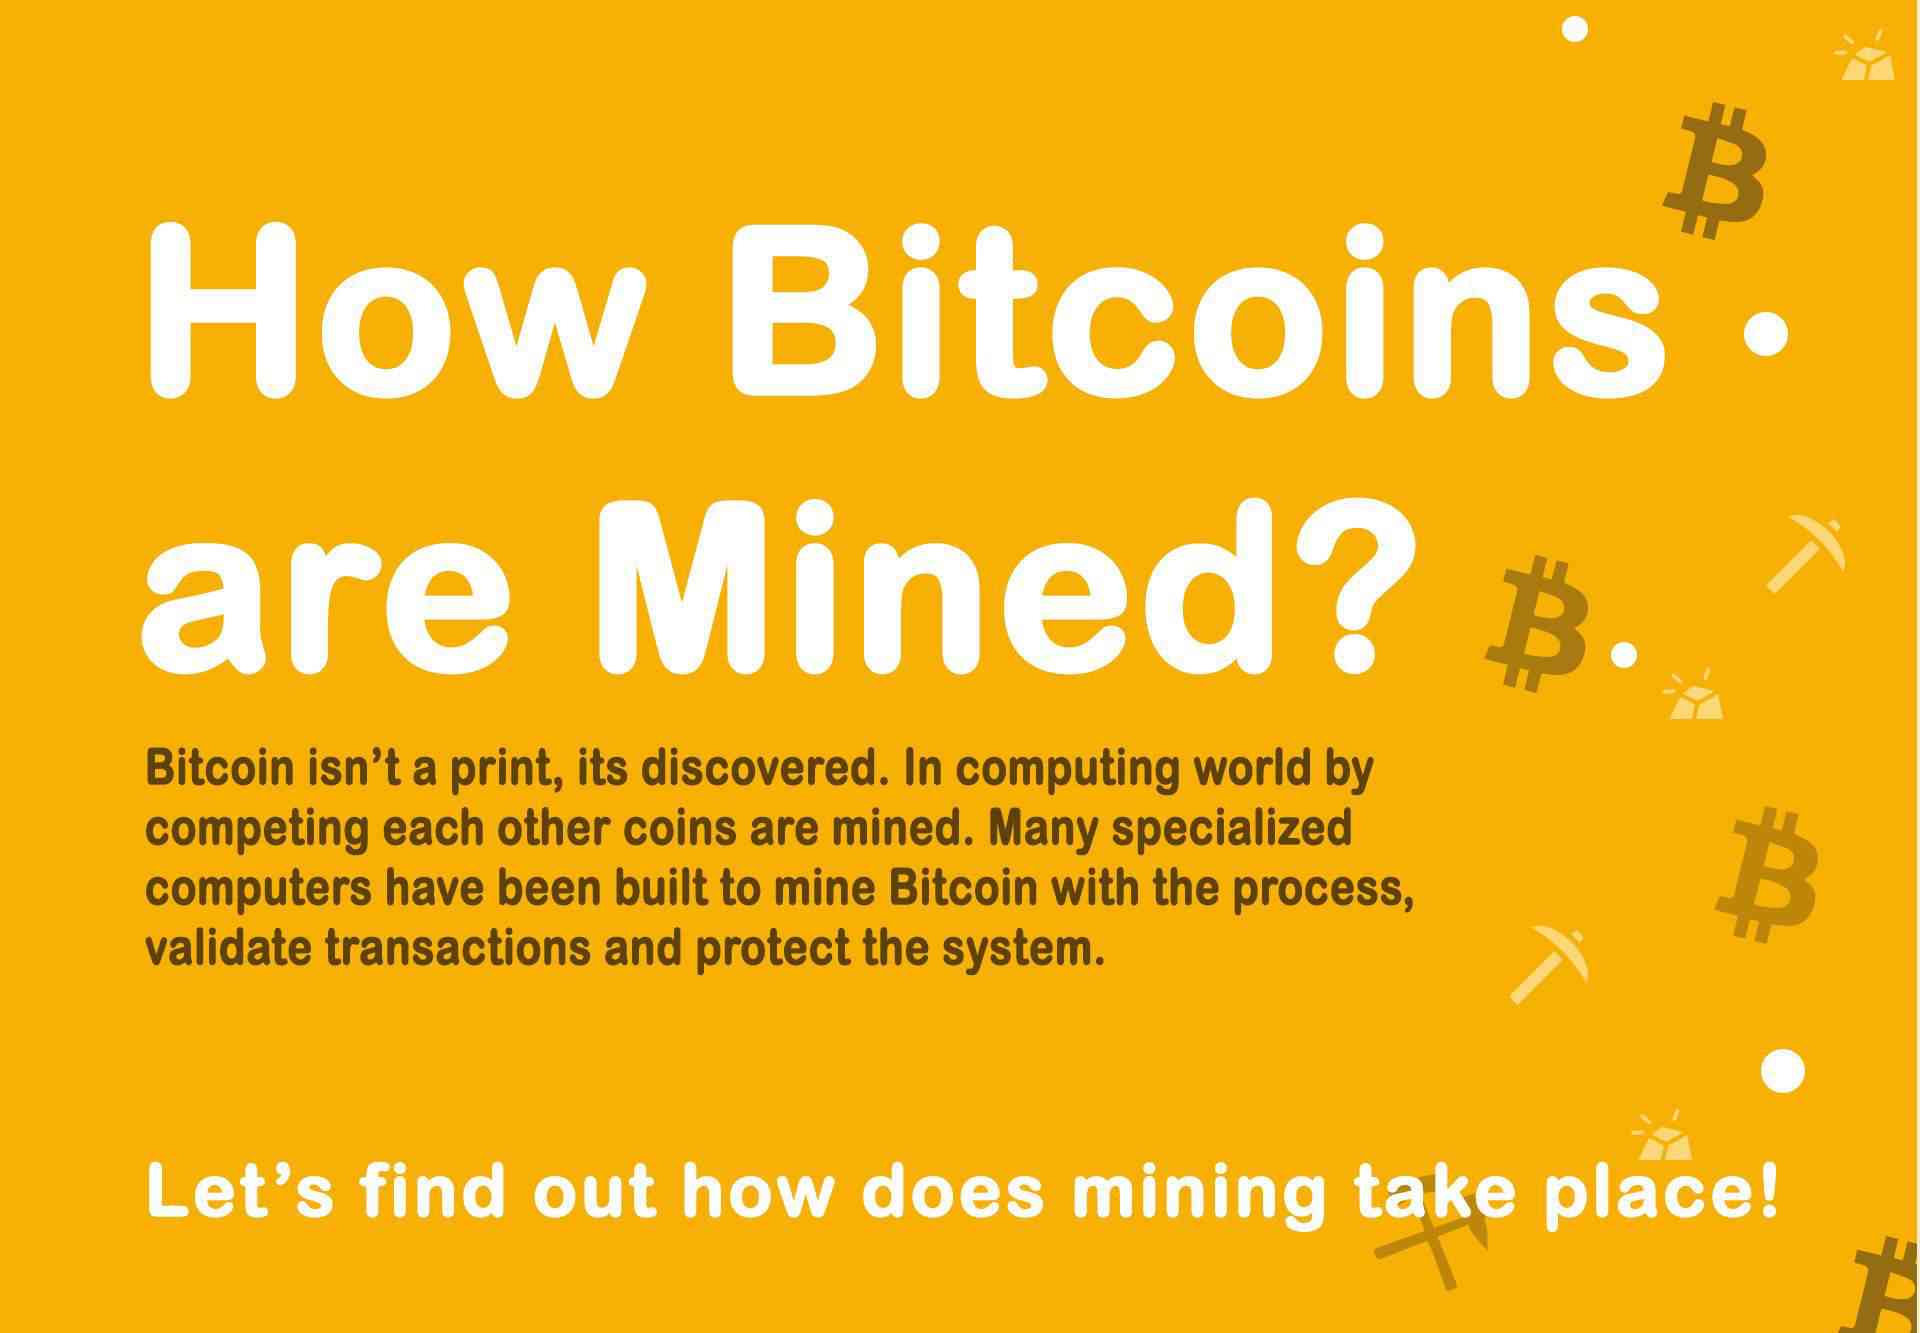 How Bitcoins
are Mined?
Bitcoin isn’t a print, its discovered. In computing world by
competing each other coins are mined. Many specialized
computers have been built to mine Bitcoin with the process,
validate transactions and protect the system.
Let’s find out how does mining take place!